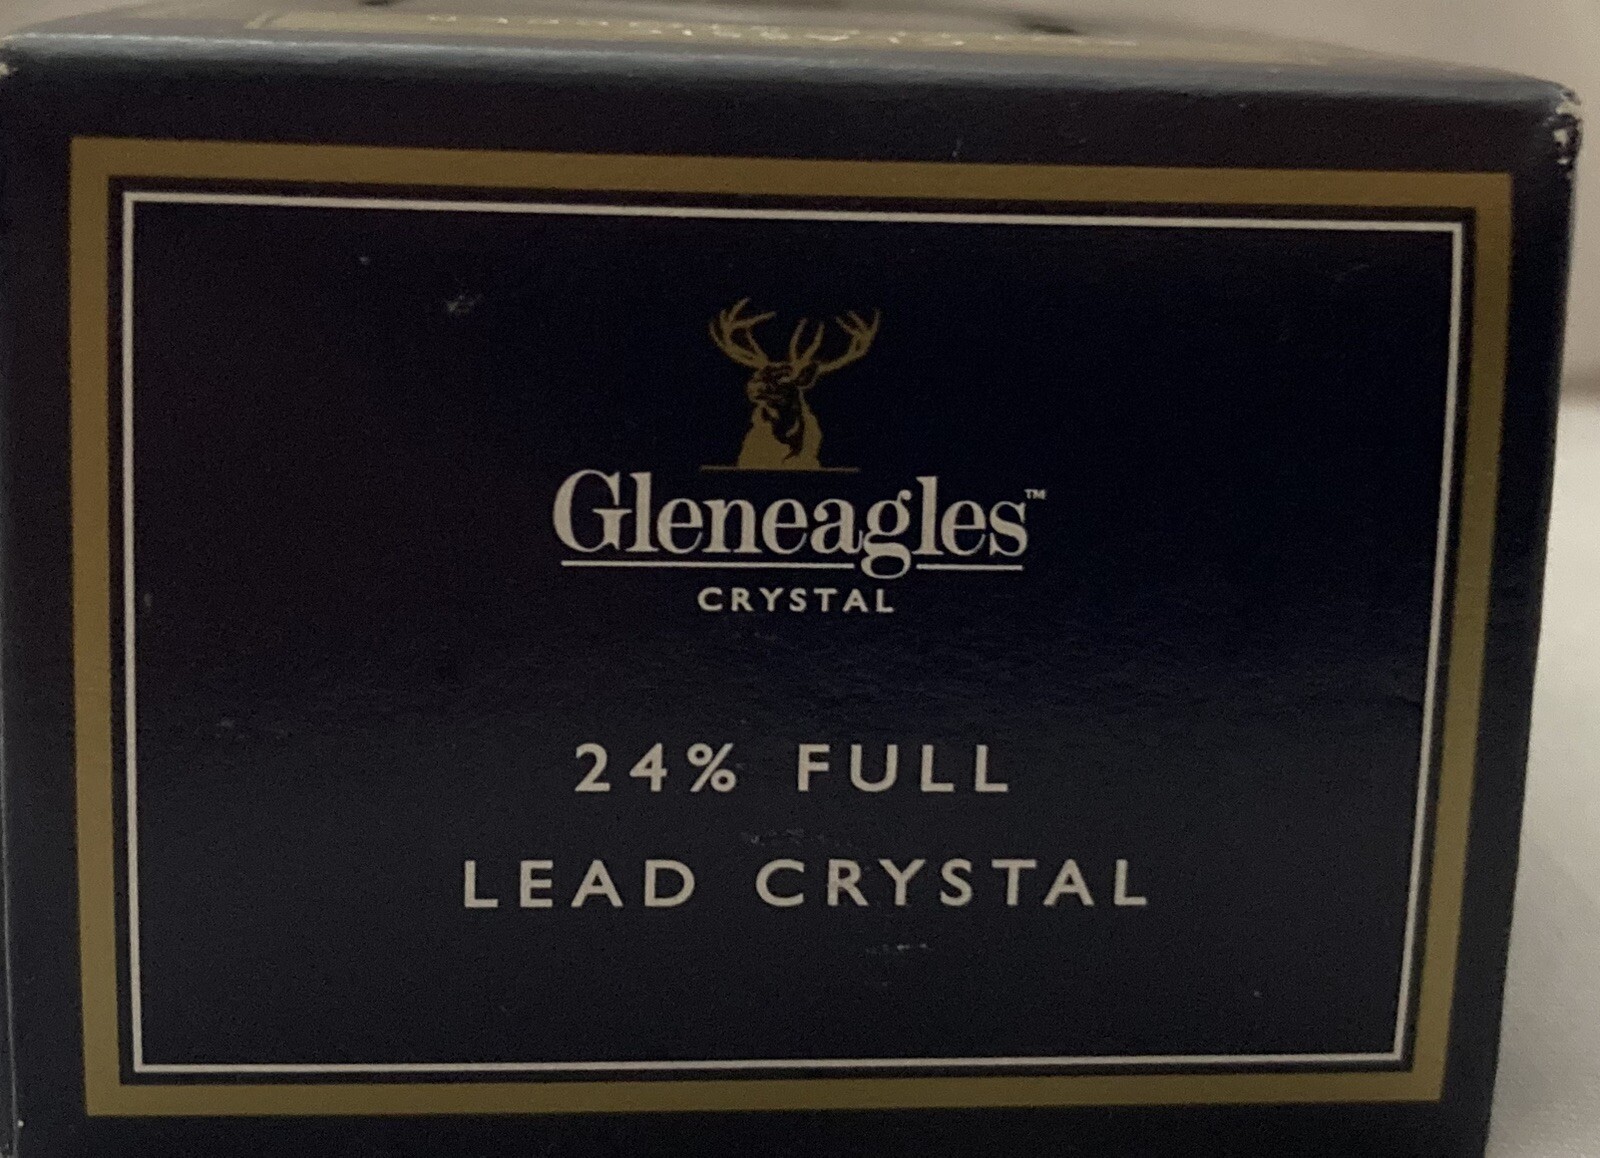 Gleneagles™
CRYSTAL
24% FULL
LEAD CRYSTAL